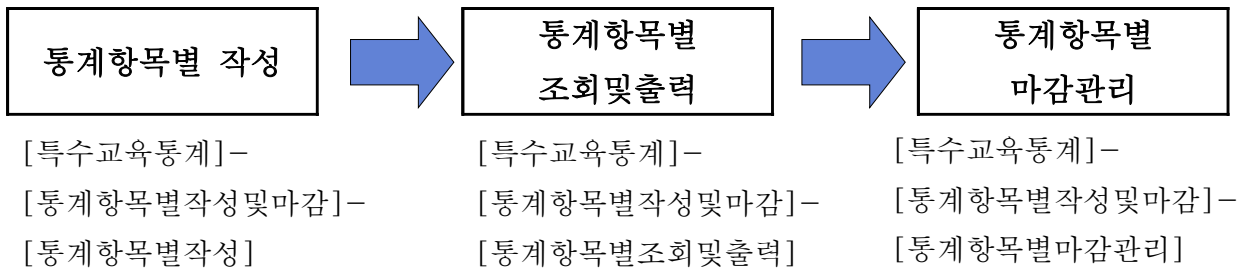 통계항목별 작성
통계항목별
조회및출력
통계항목별
마감관리
[특수교육통계]-
[통계항목별작성및마감]-
[통계항목별작성]
[특수교육통계]-
[통계항목별작성및마감]-
[통계항목별조회및출력]
[특수교육통계]-
[통계항목별작성및마감]-
[통계항목별마감관리]